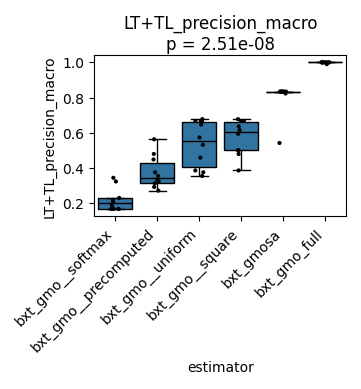 LT+TL_precision_macro
p = 2.51e-08
LT+TL_precision_macro
1.0
0.8
0.6
0.4
0.2
bxt_gmo__softmax
bxt_gmo__precomputed
bxt_gmo__uniform
bxt_gmo__square
bxt_gmosa
bxt_gmo_full
estimator